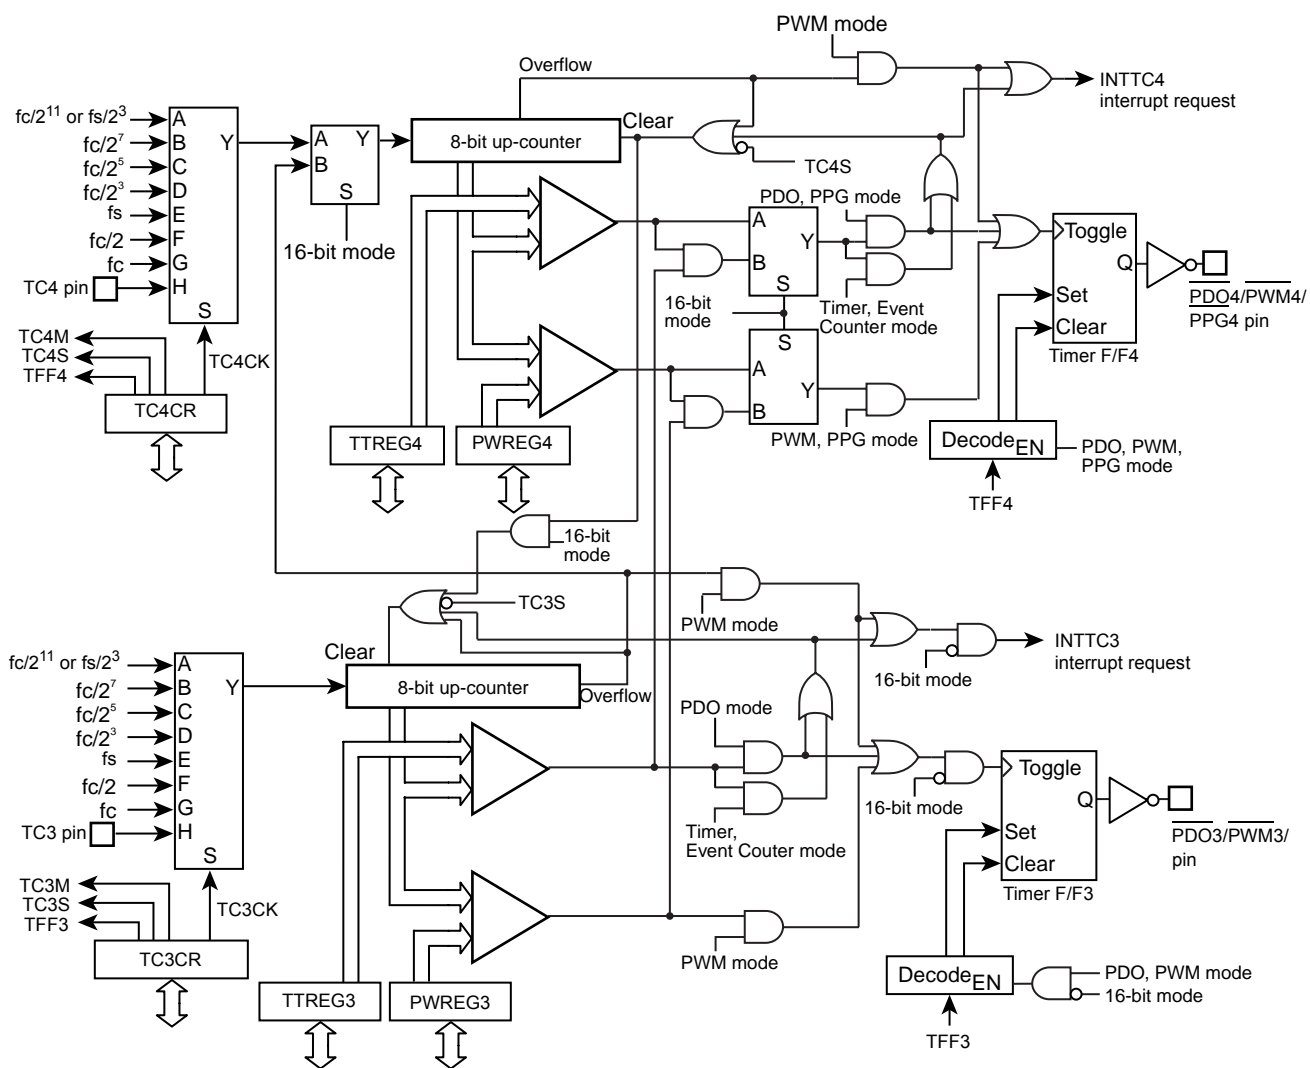 PWM mode
Overflow
INTTC4
interrupt request
fc/2¹¹ or fs/2³
fc/2⁷
fc/2⁵
fc/2³
fs
fc/2
fc
TC4 pin
A
B
C
D
E
F
G
H
Y
S
A
B
Y
S
16-bit mode
8-bit up-counter
Clear
TC4S
PDO, PPG mode
A
B
Y
S
16-bit
mode
Timer, Event
Counter mode
S
A
B
Y
PWM, PPG mode
Toggle
Q
Set
Clear
Timer F/F4
PDO4/PWM4/
PPG4 pin
TC4M
TC4S
TFF4
TC4CK
TC4CR
TTREG4
PWREG4
Decode EN
PDO, PWM,
PPG mode
TFF4
16-bit
mode
TC3S
PWM mode
INTTC3
interrupt request
16-bit mode
Clear
8-bit up-counter
Overflow
fc/2¹¹ or fs/2³
fc/2⁷
fc/2⁵
fc/2³
fs
fc/2
fc
TC3 pin
A
B
C
D
E
F
G
H
Y
S
PDO mode
Timer,
Event Couter mode
16-bit mode
Toggle
Q
Set
Clear
Timer F/F3
PDO3/PWM3/
pin
TC3M
TC3S
TFF3
TC3CK
TC3CR
TTREG3
PWREG3
PWM mode
Decode EN
PDO, PWM mode
16-bit mode
TFF3